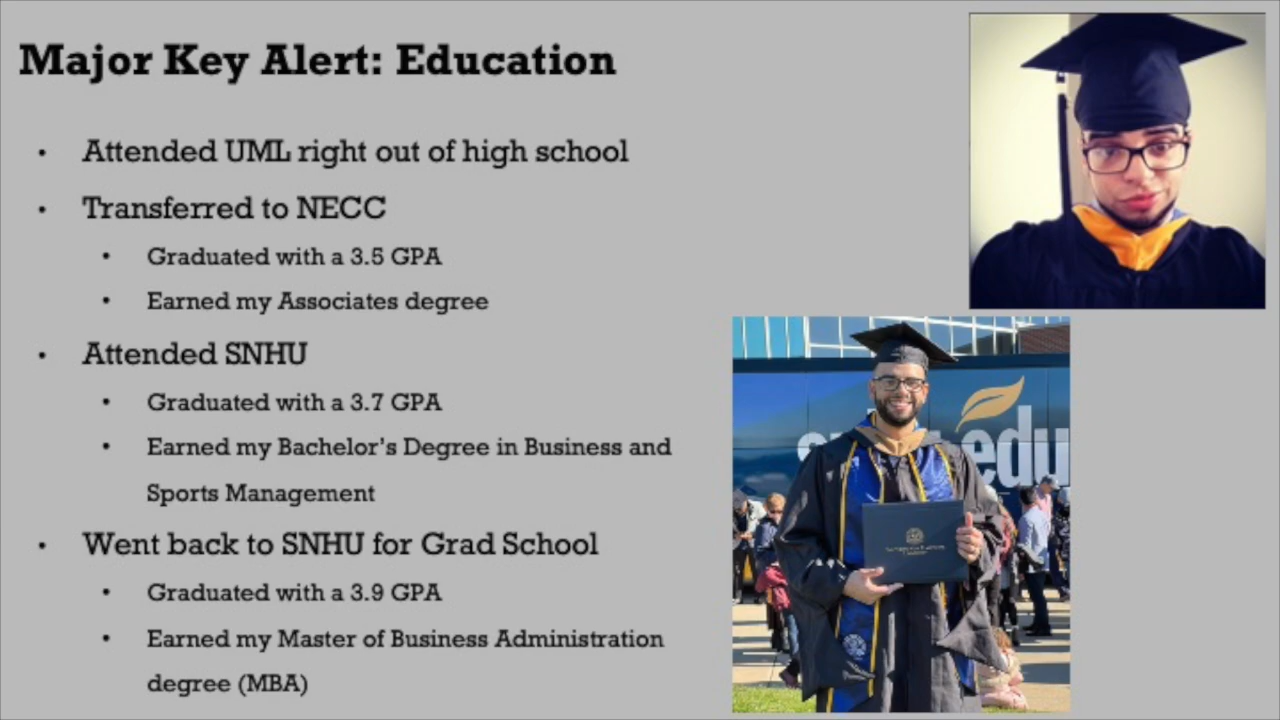 Major Key Alert: Education
• Attended UML right out of high school
• Transferred to NECC
• Graduated with a 3.5 GPA
• Earned my Associates degree
• Attended SNHU
• Graduated with a 3.7 GPA
• Earned my Bachelor's Degree in Business and
Sports Management
• Went back to SNHU for Grad School
• Graduated with a 3.9 GPA
• Earned my Master of Business Administration
degree (MBA)
edu